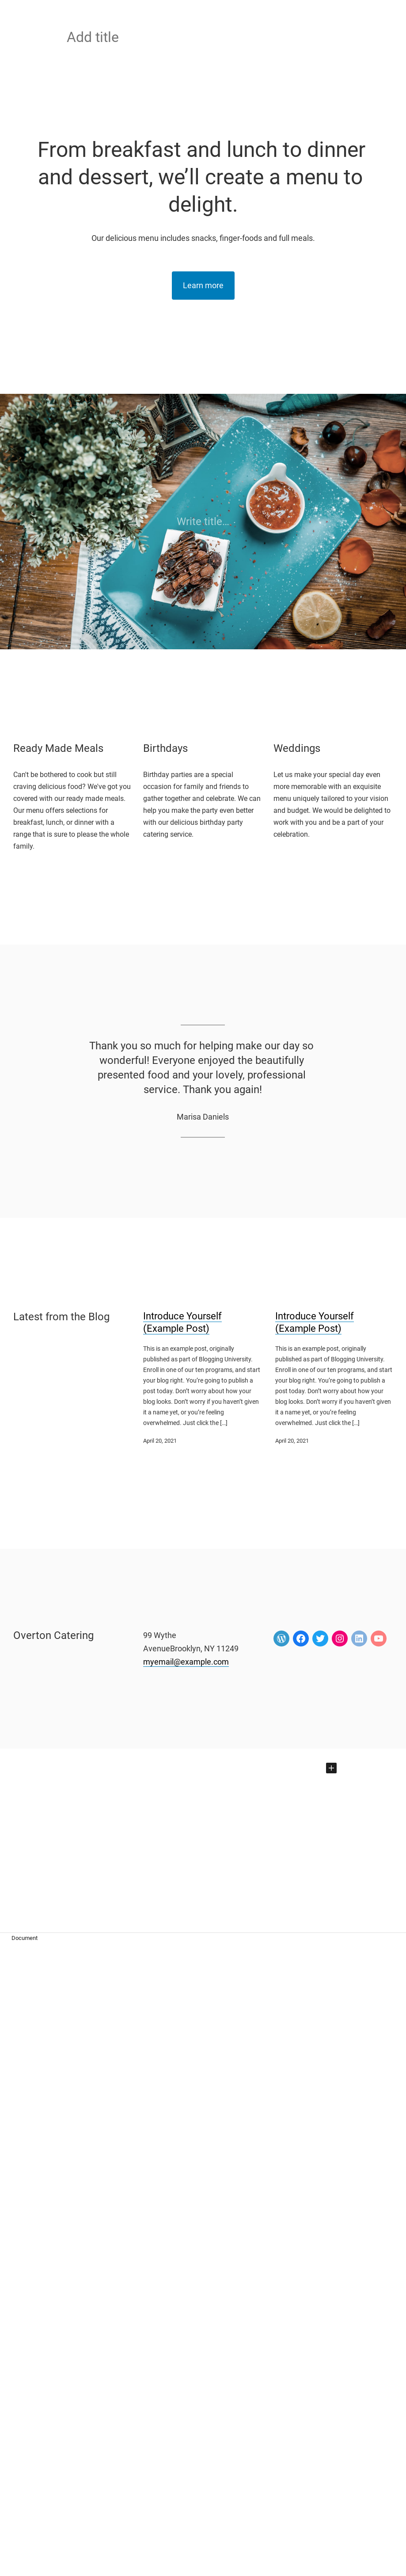 Add title
From breakfast and lunch to dinner
and dessert, we’ll create a menu to
delight.
Our delicious menu includes snacks, finger-foods and full meals.
Learn more
Write title…
Ready Made Meals
Can't be bothered to cook but still
craving delicious food? We've got you
covered with our ready made meals.
Our menu offers selections for
breakfast, lunch, or dinner with a
range that is sure to please the whole
family.
Birthdays
Birthday parties are a special
occasion for family and friends to
gather together and celebrate. We can
help you make the party even better
with our delicious birthday party
catering service.
Weddings
Let us make your special day even
more memorable with an exquisite
menu uniquely tailored to your vision
and budget. We would be delighted to
work with you and be a part of your
celebration.
Thank you so much for helping make our day so
wonderful! Everyone enjoyed the beautifully
presented food and your lovely, professional
service. Thank you again!
Marisa Daniels
Latest from the Blog
Introduce Yourself
(Example Post)
This is an example post, originally
published as part of Blogging University.
Enroll in one of our ten programs, and start
your blog right. You’re going to publish a
post today. Don’t worry about how your
blog looks. Don’t worry if you haven’t given
it a name yet, or you’re feeling
overwhelmed. Just click the […]
April 20, 2021
Introduce Yourself
(Example Post)
This is an example post, originally
published as part of Blogging University.
Enroll in one of our ten programs, and start
your blog right. You’re going to publish a
post today. Don’t worry about how your
blog looks. Don’t worry if you haven’t given
it a name yet, or you’re feeling
overwhelmed. Just click the […]
April 20, 2021
Overton Catering
99 Wythe
AvenueBrooklyn, NY 11249
myemail@example.com
Document